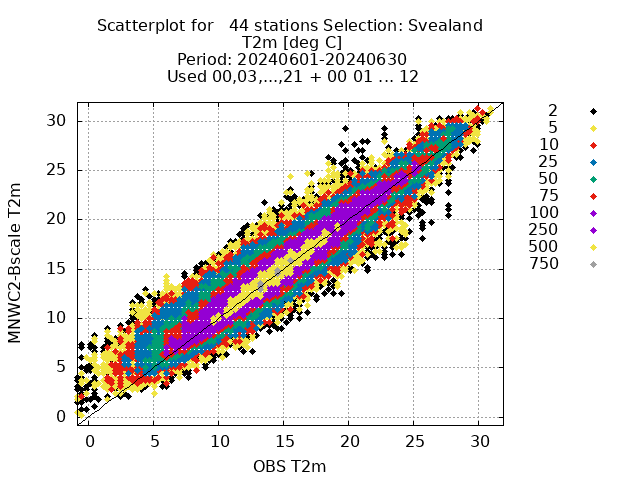 Scatterplot for   44 stations Selection: Svealand
T2m [deg C]
Period: 20240601-20240630
Used 00,03,...,21 + 00 01 ... 12
MNWC2-Bscale T2m
30
25
20
15
10
5
0
0 5 10 15 20 25 30
OBS T2m
2
5
10
25
50
75
100
250
500
750